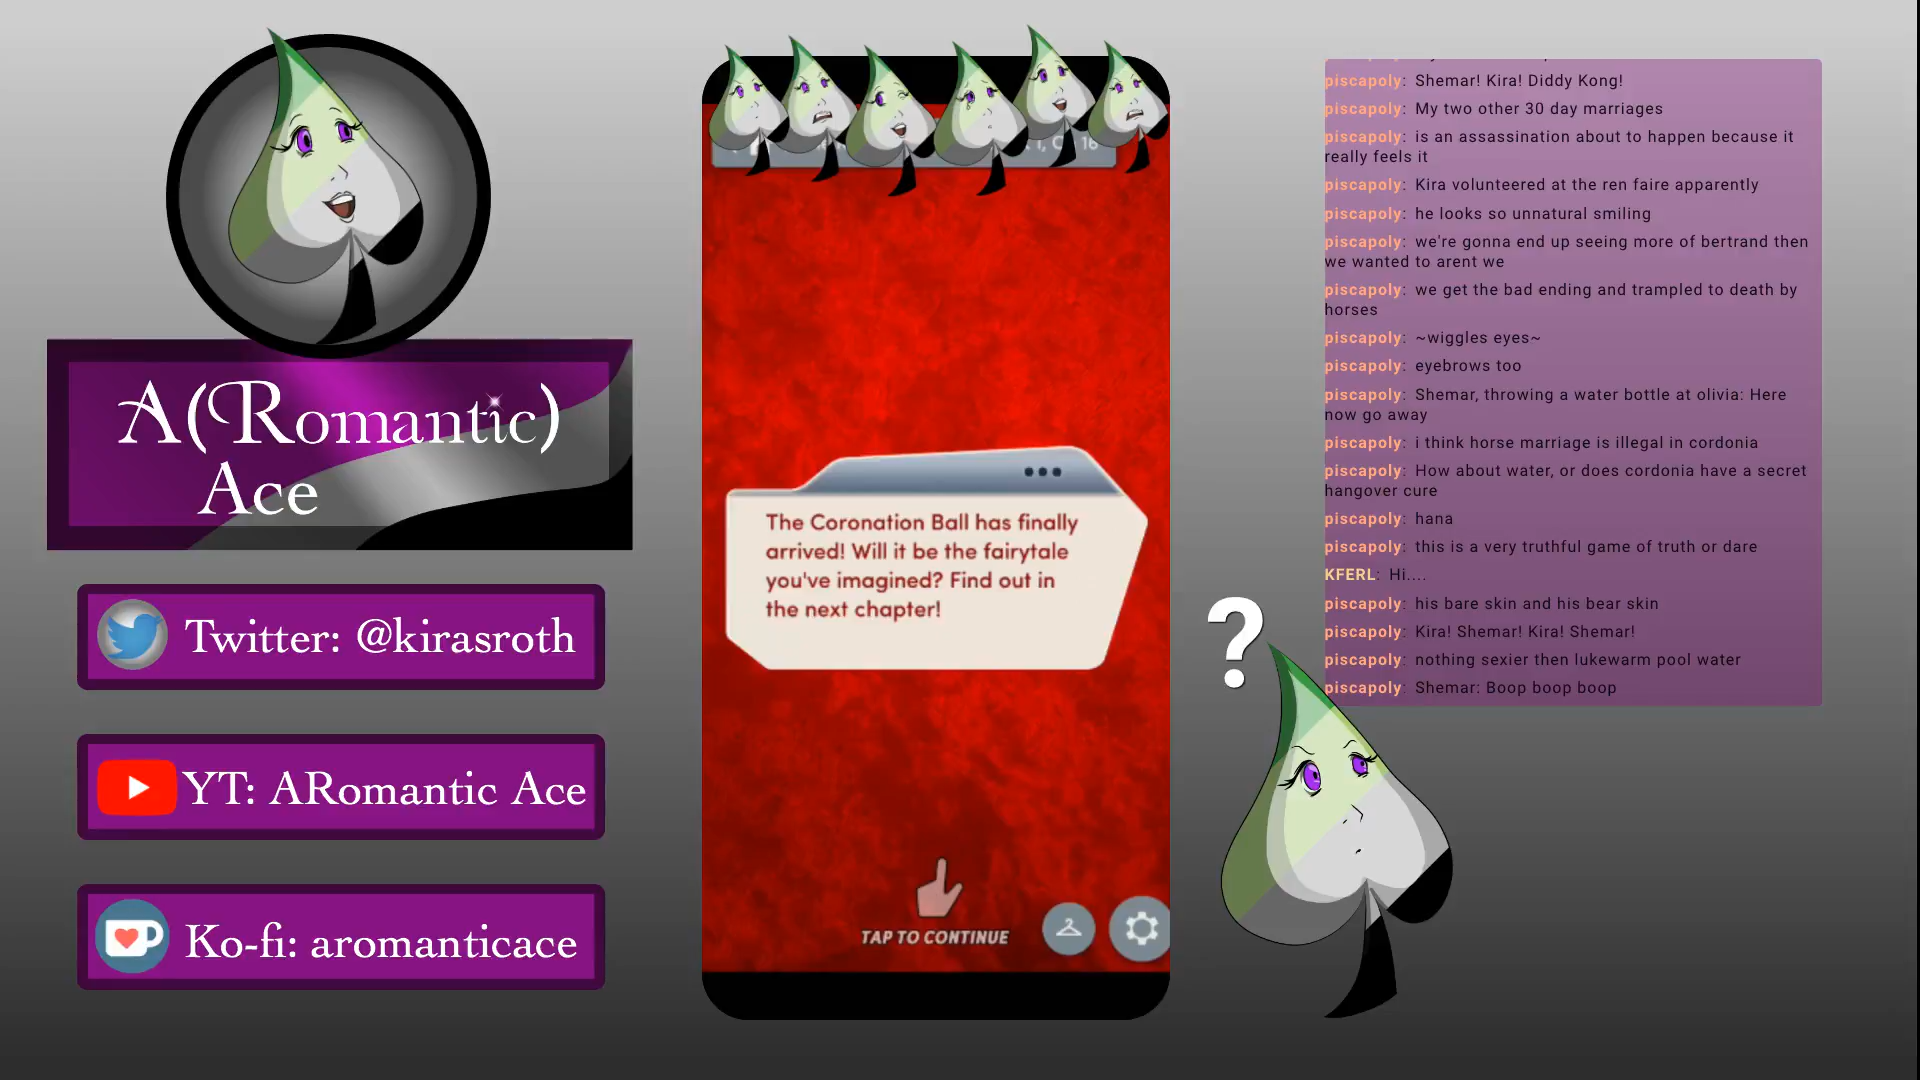 A(Romantic)
Ace
Twitter: @kirasroth
YT: ARomantic Ace
Ko-fi: aromanticace
The Coronation Ball has finally
arrived! Will it be the fairytale
you've imagined? Find out in
the next chapter!
TAP TO CONTINUE
?
piscapoly: Shemar! Kira! Diddy Kong!
piscapoly: My two other 30 day marriages
piscapoly: is an assassination about to happen because it
really feels it
piscapoly: Kira volunteered at the ren faire apparently
piscapoly: he looks so unnatural smiling
piscapoly: we're gonna end up seeing more of bertrand then
we wanted to arent we
piscapoly: we get the bad ending and trampled to death by
horses
piscapoly: ~wiggles eyes~
piscapoly: eyebrows too
piscapoly: Shemar, throwing a water bottle at olivia: Here
now go away
piscapoly: i think horse marriage is illegal in cordonia
piscapoly: How about water, or does cordonia have a secret
hangover cure
piscapoly: hana
piscapoly: this is a very truthful game of truth or dare
KFERL: Hi....
piscapoly: his bare skin and his bear skin
piscapoly: Kira! Shemar! Kira! Shemar!
piscapoly: nothing sexier then lukewarm pool water
piscapoly: Shemar: Boop boop boop